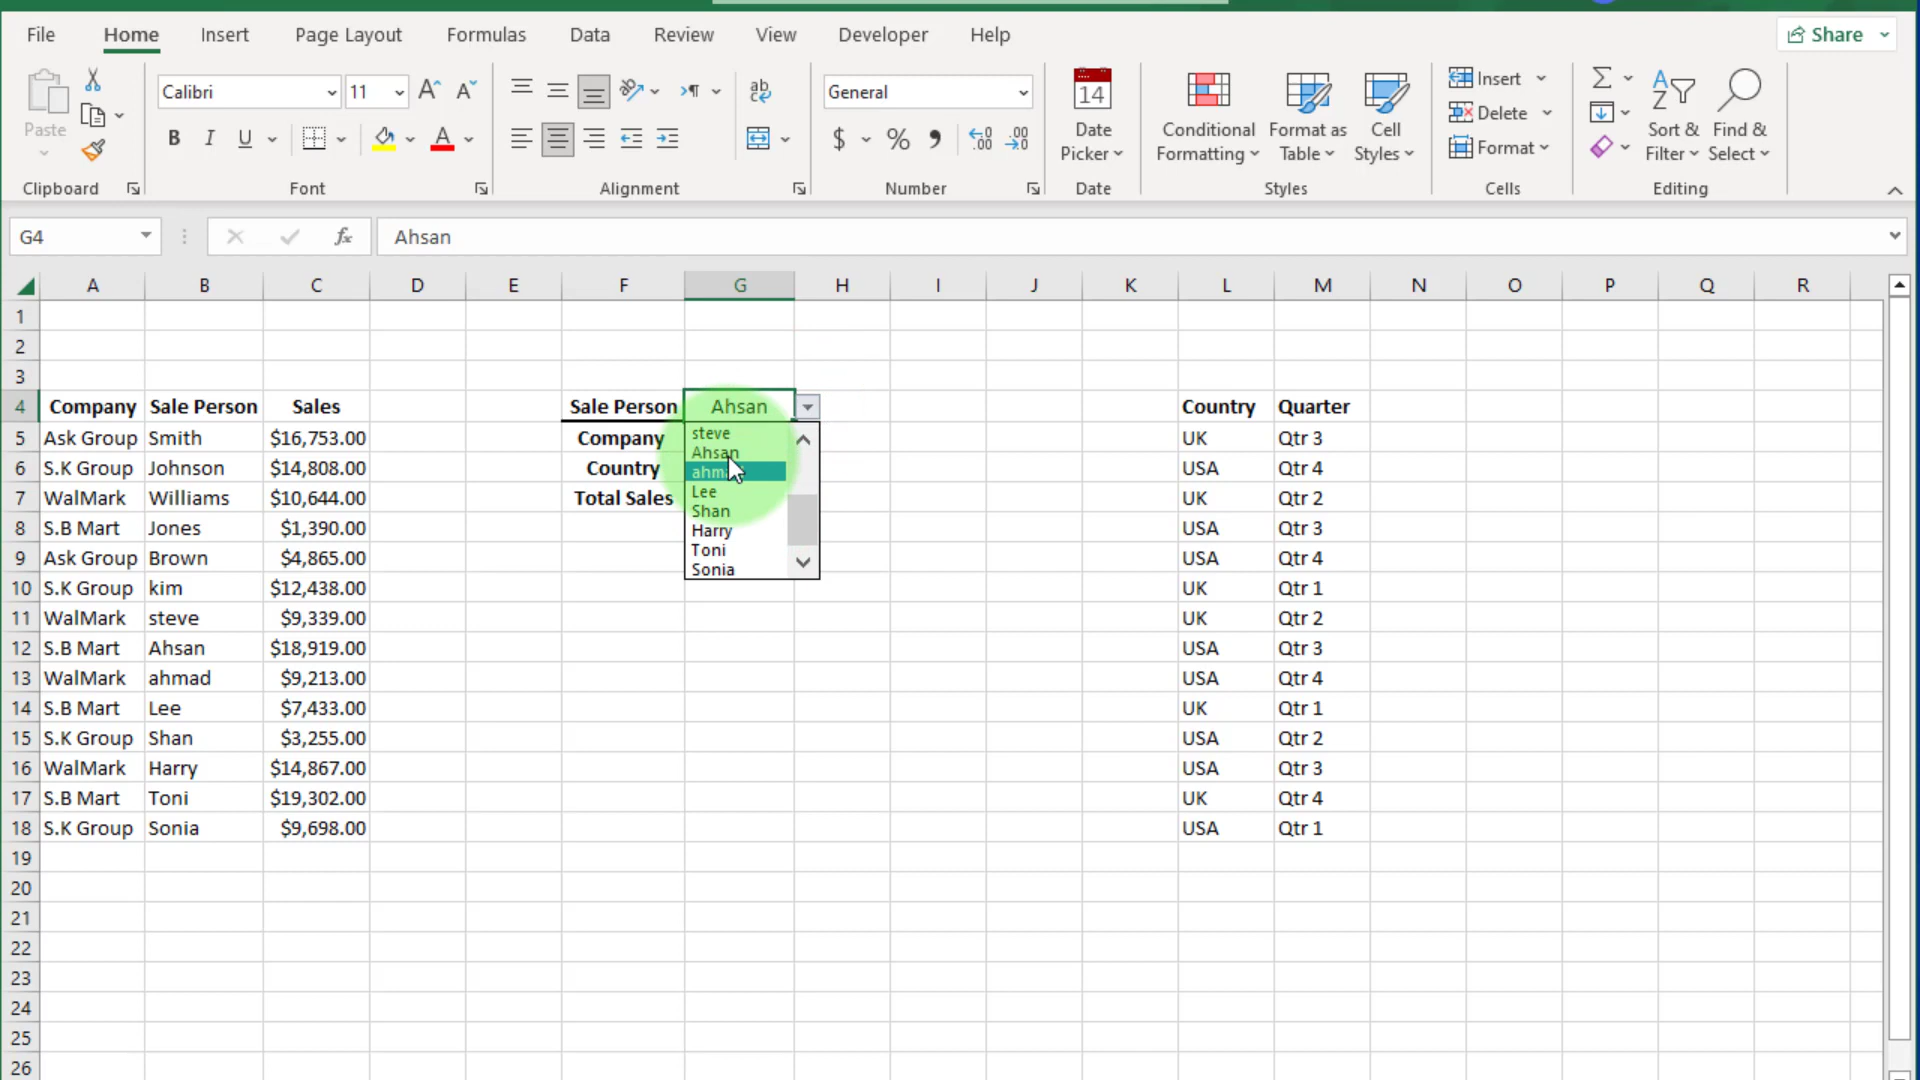 File Home Insert Page Layout Formulas Data Review View Developer Help Share
Calibri 11 General Insert
Paste Delete
B I U $ % , Format
14
Date Picker Conditional Formatting Format as Table Cell Styles Sort & Filter Find & Select
Clipboard Font Alignment Number Date Styles Cells Editing
G4 fx Ahsan
A B C D E F G H I J K L M N O P Q R
1
2
3
4 Company Sale Person Sales Sale Person Ahsan Country Quarter
5 Ask Group Smith $16,753.00 Company UK Qtr 3
6 S.K Group Johnson $14,808.00 Country USA Qtr 4
7 WalMark Williams $10,644.00 Total Sales UK Qtr 2
8 S.B Mart Jones $1,390.00 USA Qtr 3
9 Ask Group Brown $4,865.00 USA Qtr 4
10 S.K Group kim $12,438.00 UK Qtr 1
11 WalMark steve $9,339.00 UK Qtr 2
12 S.B Mart Ahsan $18,919.00 USA Qtr 3
13 WalMark ahmad $9,213.00 USA Qtr 4
14 S.B Mart Lee $7,433.00 UK Qtr 1
15 S.K Group Shan $3,255.00 USA Qtr 2
16 WalMark Harry $14,867.00 USA Qtr 3
17 S.B Mart Toni $19,302.00 UK Qtr 4
18 S.K Group Sonia $9,698.00 USA Qtr 1
19
20
21
22
23
24
25
26
steve
Ahsan
Lee
Shan
Harry
Toni
Sonia